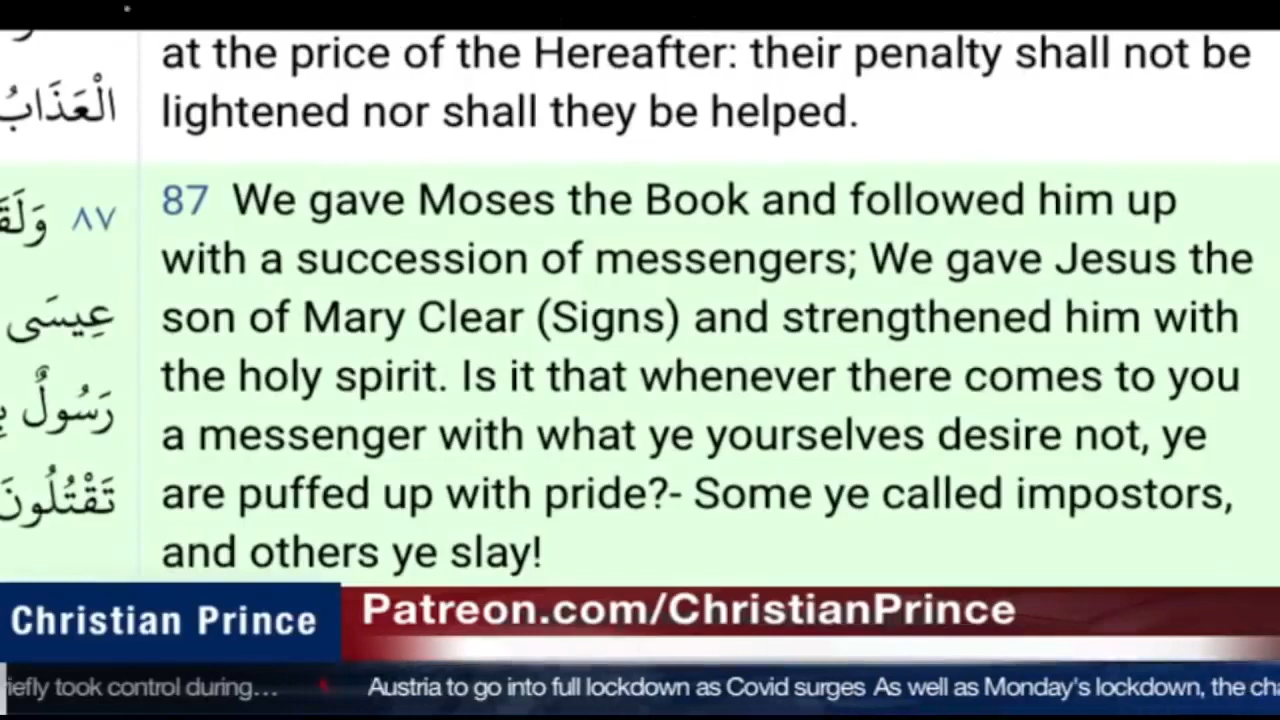 at the price of the Hereafter: their penalty shall not be
lightened nor shall they be helped.
الْعَذَابُ
87 We gave Moses the Book and followed him up
with a succession of messengers; We gave Jesus the
son of Mary Clear (Signs) and strengthened him with
the holy spirit. Is it that whenever there comes to you
a messenger with what ye yourselves desire not, ye
are puffed up with pride?- Some ye called impostors,
and others ye slay!
٨٧ وَلَقَ
عِيسَى
رَسُولٌ بِ
تَقْتُلُونَ
Christian Prince
Patreon.com/ChristianPrince
iefly took control during...
Austria to go into full lockdown as Covid surges As well as Monday's lockdown, the cha